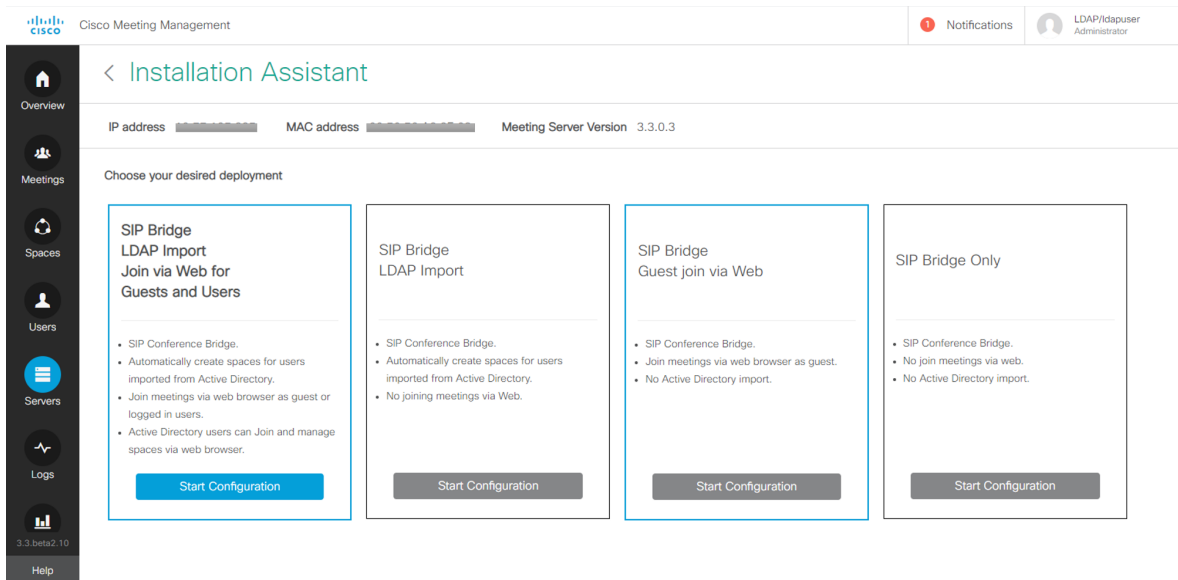 CISCO
Cisco Meeting Management
1
Notifications
LDAP/ldapuser
Administrator
Overview
Meetings
Spaces
Users
Servers
Logs
3.3.beta2.10
Help
Installation Assistant
IP address
MAC address
Meeting Server Version 3.3.0.3
Choose your desired deployment
SIP Bridge
LDAP Import
Join via Web for
Guests and Users
• SIP Conference Bridge.
• Automatically create spaces for users
imported from Active Directory.
• Join meetings via web browser as guest or
logged in users.
• Active Directory users can Join and manage
spaces via web browser.
Start Configuration
SIP Bridge
LDAP Import
• SIP Conference Bridge.
• Automatically create spaces for users
imported from Active Directory.
• No joining meetings via Web.
Start Configuration
SIP Bridge
Guest join via Web
• SIP Conference Bridge.
• Join meetings via web browser as guest.
• No Active Directory import.
Start Configuration
SIP Bridge Only
• SIP Conference Bridge.
• No join meetings via web.
• No Active Directory import.
Start Configuration